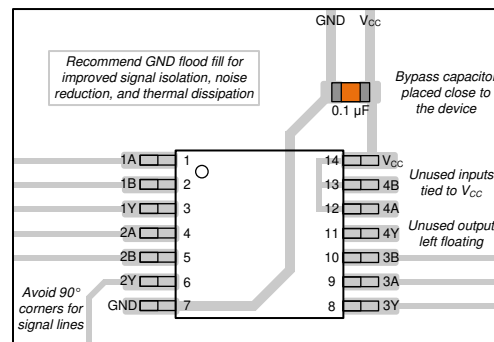 GND VCC
Recommend GND flood fill for
improved signal isolation, noise
reduction, and thermal dissipation
Bypass capacitor
placed close to
the device
0.1 µF
1A 1 14 VCC
1B 2 13 4B
1Y 3 12 4A
2A 4 11 4Y
2B 5 10 3B
2Y 6 9 3A
GND 7 8 3Y
Unused inputs
tied to VCC
Unused output
left floating
Avoid 90°
corners for
signal lines